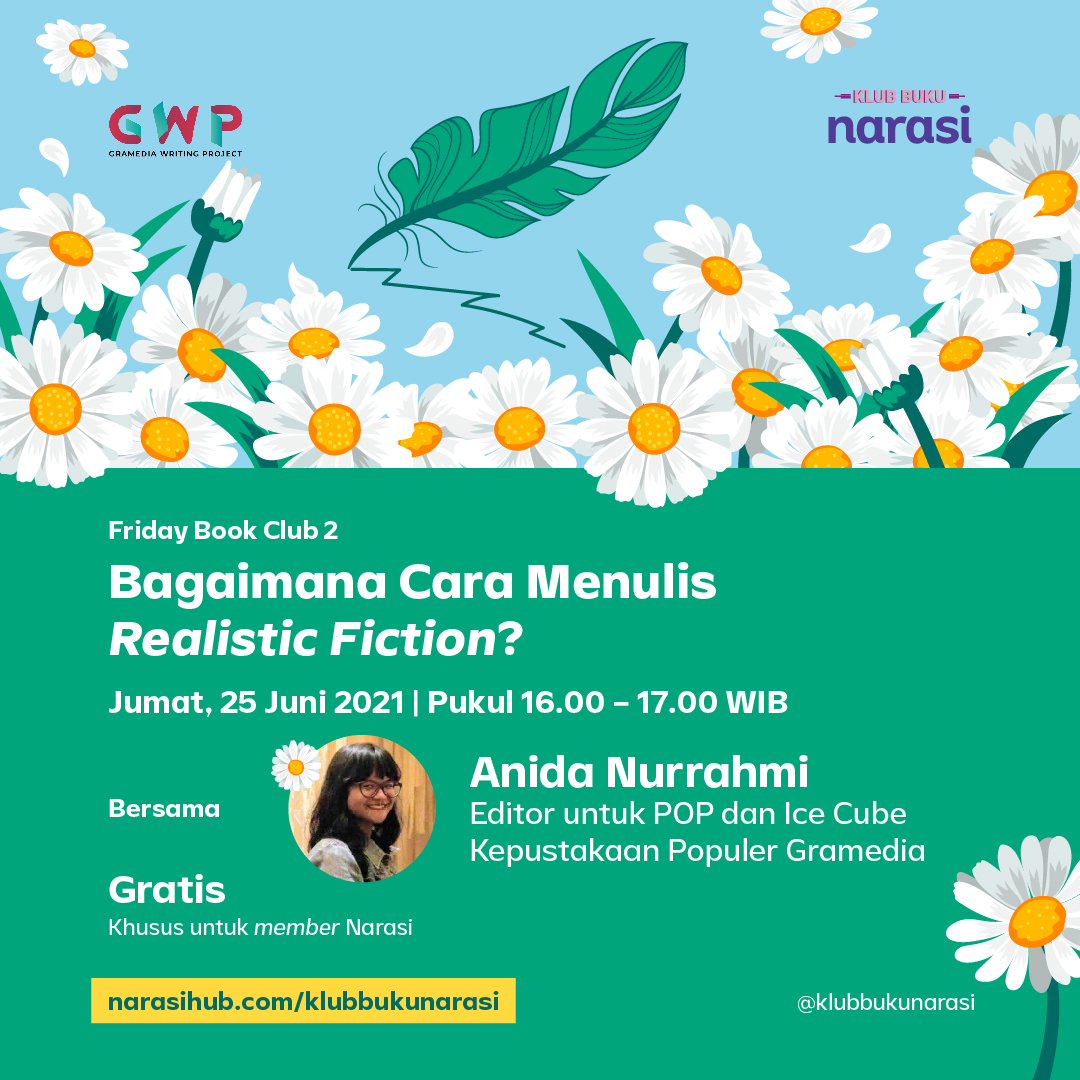 GWP
GRAMEDIA WRITING PROJECT
KLUB BUKU
narasi
Friday Book Club 2
Bagaimana Cara Menulis
Realistic Fiction?
Jumat, 25 Juni 2021 | Pukul 16.00 – 17.00 WIB
Bersama
Anida Nurrahmi
Editor untuk POP dan Ice Cube
Kepustakaan Populer Gramedia
Gratis
Khusus untuk member Narasi
narasihub.com/klubbukunarasi
@klubbukunarasi